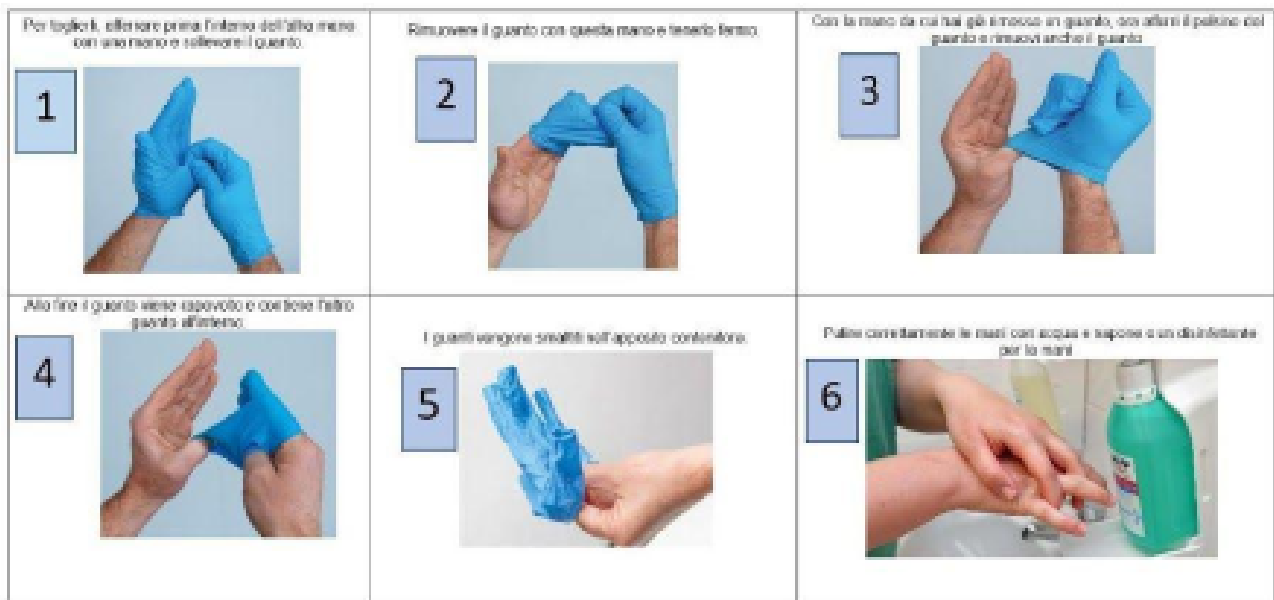 Per toglierli, afferrare prima l'interno dell'altra mano
con una mano e sollevare il guanto.
1
Rimuovere il guanto con questa mano e tenerlo fermo.
2
Con la mano da cui hai già rimosso un guanto, ora afferri il polsino del
guanto e rimuovi anche il guanto
3
Alla fine il guanto viene capovolto e contiene l'altro
guanto all'interno.
4
I guanti vengono smaltiti nell'apposito contenitore.
5
Pulire correttamente le mani con acqua e sapone o un disinfettante
per le mani
6